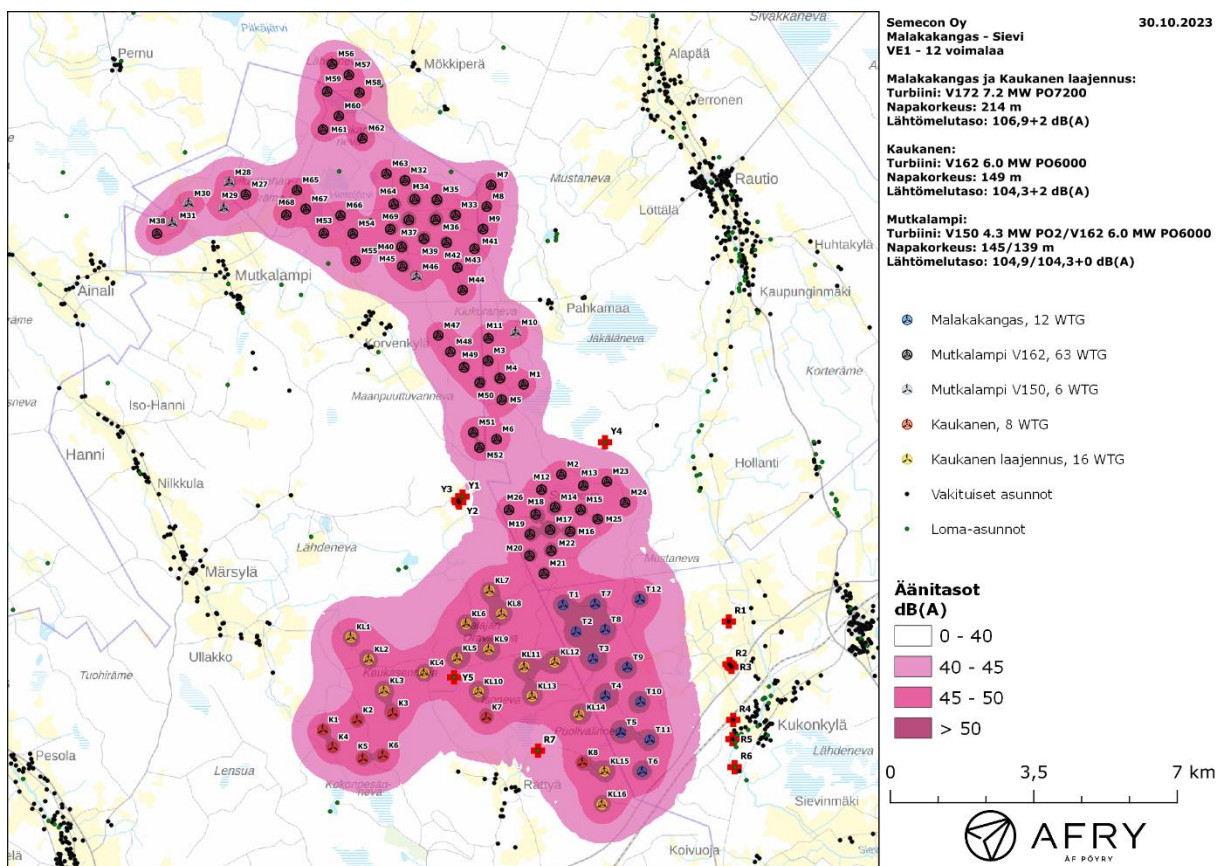 Semecon Oy 30.10.2023
Malakakangas - Sievi
VE1 - 12 voimalaa
Malakakangas ja Kaukanen laajennus:
Turbiini: V172 7.2 MW PO7200
Napakorkeus: 214 m
Lähtömelutaso: 106,9+2 dB(A)
Kaukanen:
Turbiini: V162 6.0 MW PO6000
Napakorkeus: 149 m
Lähtömelutaso: 104,3+2 dB(A)
Mutkalampi:
Turbiini: V150 4.3 MW PO2/V162 6.0 MW PO6000
Napakorkeus: 145/139 m
Lähtömelutaso: 104,9/104,3+0 dB(A)
Malakakangas, 12 WTG
Mutkalampi V162, 63 WTG
Mutkalampi V150, 6 WTG
Kaukanen, 8 WTG
Kaukanen laajennus, 16 WTG
Vakituiset asunnot
Loma-asunnot
Äänitasot
dB(A)
0 - 40
40 - 45
45 - 50
> 50
0 3,5 7 km
AFRY
ÅF PÖYRY
Pitkäjärvi
Sivakkaneva
Pernu
Mökkiperä
Alapää
Verronen
M56
M57
M59
M58
M60
M61
M62
M63
M32
M28
M27
M30
M29
M65
M64
M34
M35
M7
M8
Mustaneva
Rautio
Löttälä
M38
M31
M68
M67
M66
M69
M33
M9
M53
M54
M37
M36
M41
Huhtakylä
M55
M40
M39
M42
M45
M46
M43
M44
Mutkalampi
Ainali
Kaupunginmäki
Kiukuraneva
Pahkamaa
Jäkäläneva
M47
M11
M10
Korvenkylä
M48
M3
M49
M4
M1
Korteräme
M50
M5
Maanpuuttuvanneva
Iso-Hanni
M51
M6
M52
Y4
Hanni
Hollanti
Nilkkula
M2
M13
M23
M12
Y3
Y1
Y2
M26
M14
M15
M24
M18
M19
M17
M25
M16
M20
M22
M21
Lähdeneva
Mustaneva
Märsylä
KL7
T1
T7
T12
KL6
KL8
R1
KL1
T2
T8
Ullakko
KL2
KL5
KL9
KL11
KL12
T3
T9
R2
R3
KL4
Y5
Tuohiräme
KL3
KL10
KL13
T4
T10
K1
K2
K3
K7
KL14
R4
K4
Puolivälinneva
T5
T11
R5
Kukonkylä
Pesola
K5
K6
R7
K8
KL15
T6
R6
Lähdeneva
Lensua
Rättyä
KL16
Sievinmäki
Koivuoja